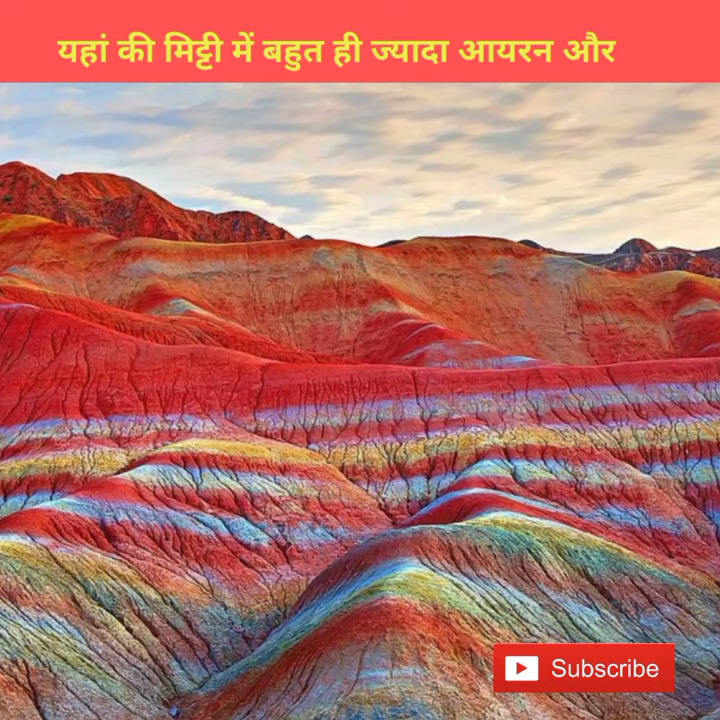 यहां की मिट्टी में बहुत ही ज्यादा आयरन और
Subscribe